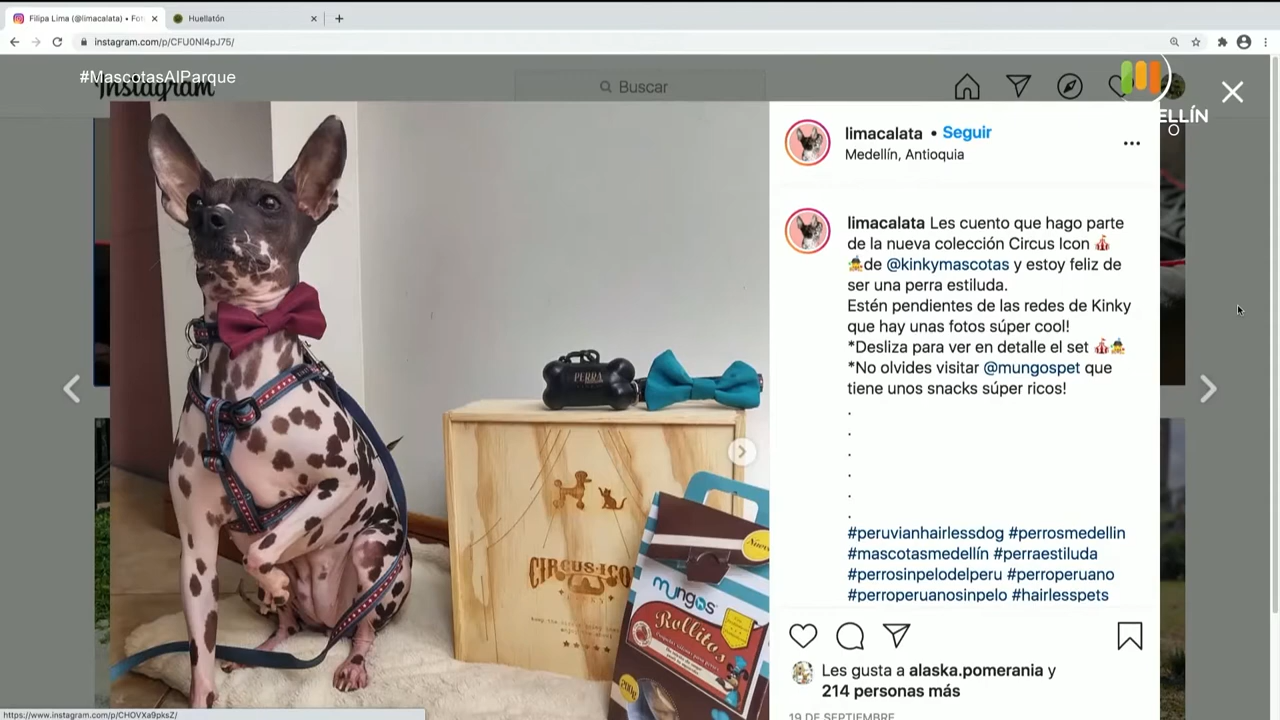 Filipa Lima (@limacalata) • Fot
Huellatón
instagram.com/p/CFU0Nl4pJ75/
#MascotasAlParque
Instagram
Buscar
ELLÍN
limacalata • Seguir
Medellín, Antioquia
limacalata Les cuento que hago parte
de la nueva colección Circus Icon 🎪
🤹de @kinkymascotas y estoy feliz de
ser una perra estiluda.
Estén pendientes de las redes de Kinky
que hay unas fotos súper cool!
*Desliza para ver en detalle el set 🎪🤹
*No olvides visitar @mungospet que
tiene unos snacks súper ricos!
.
.
.
.
.
.
#peruvianhairlessdog #perrosmedellin
#mascotasmedellín #perraestiluda
#perrosinpelodelperu #perroperuano
#perroperuanosinpelo #hairlesspets
Les gusta a alaska.pomerania y
214 personas más
19 DE SEPTIEMBRE
PERRA
CIRCUS·ICO
Nuevo
mungos
Rollitos
200g
https://www.instagram.com/p/CHOVXa9pksZ/